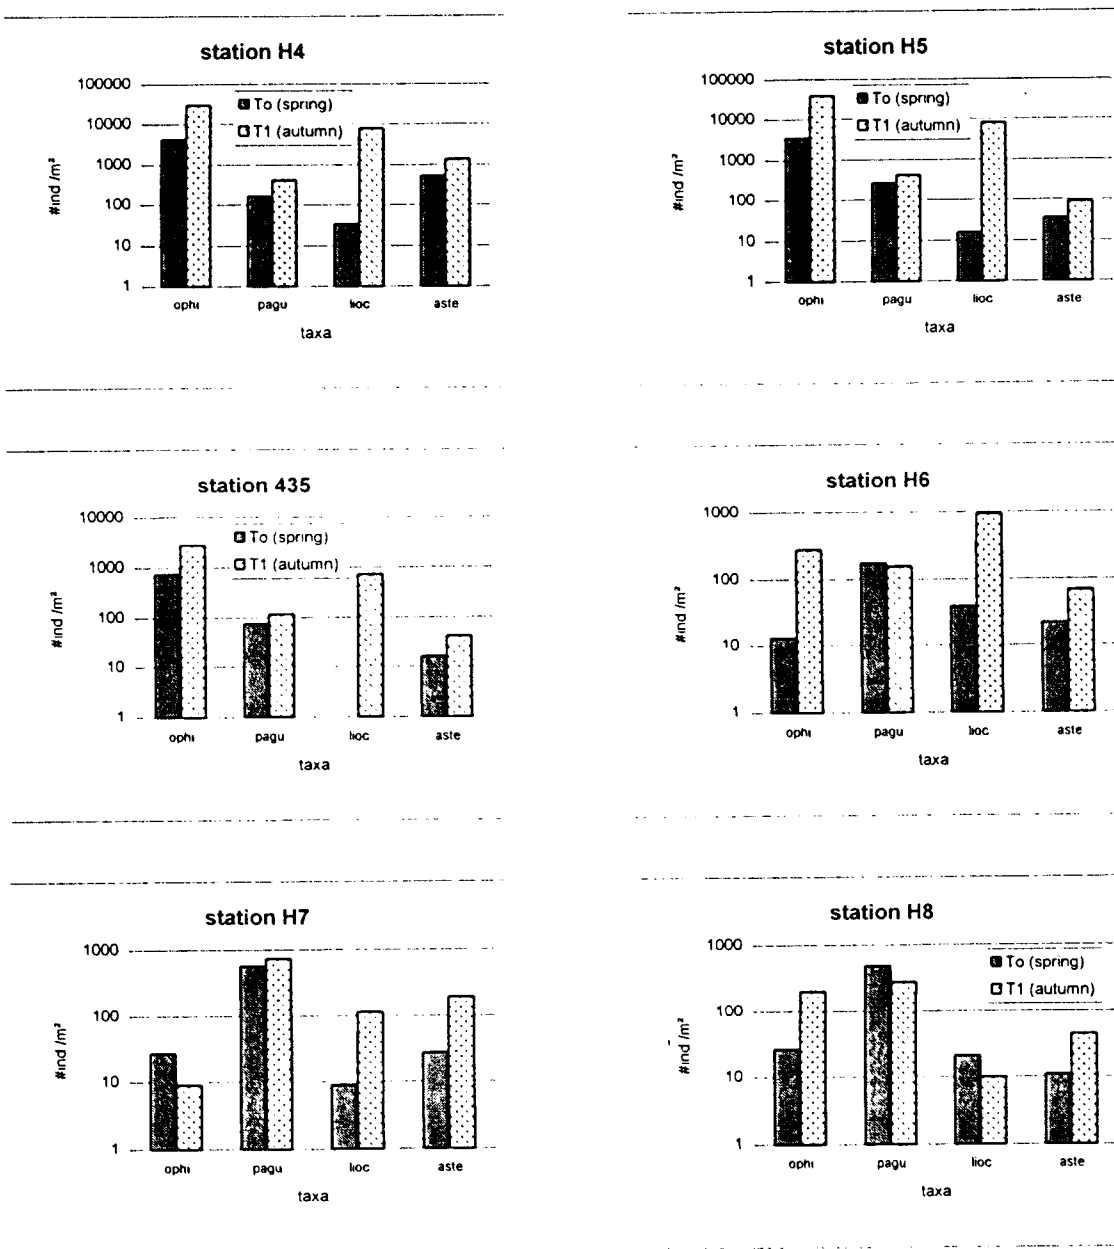 station H4
100000
10000
1000
100
10
1
#ind /m²
To (spring)
T1 (autumn)
ophi
pagu
lioc
aste
taxa
station H5
100000
10000
1000
100
10
1
#ind /m²
To (spring)
T1 (autumn)
ophi
pagu
lioc
aste
taxa
station 435
10000
1000
100
10
1
#ind /m²
To (spring)
T1 (autumn)
ophi
pagu
lioc
aste
taxa
station H6
1000
100
10
1
#ind /m²
ophi
pagu
lioc
aste
taxa
station H7
1000
100
10
1
#ind /m²
ophi
pagu
lioc
aste
taxa
station H8
1000
100
10
1
#ind /m²
To (spring)
T1 (autumn)
ophi
pagu
lioc
aste
taxa